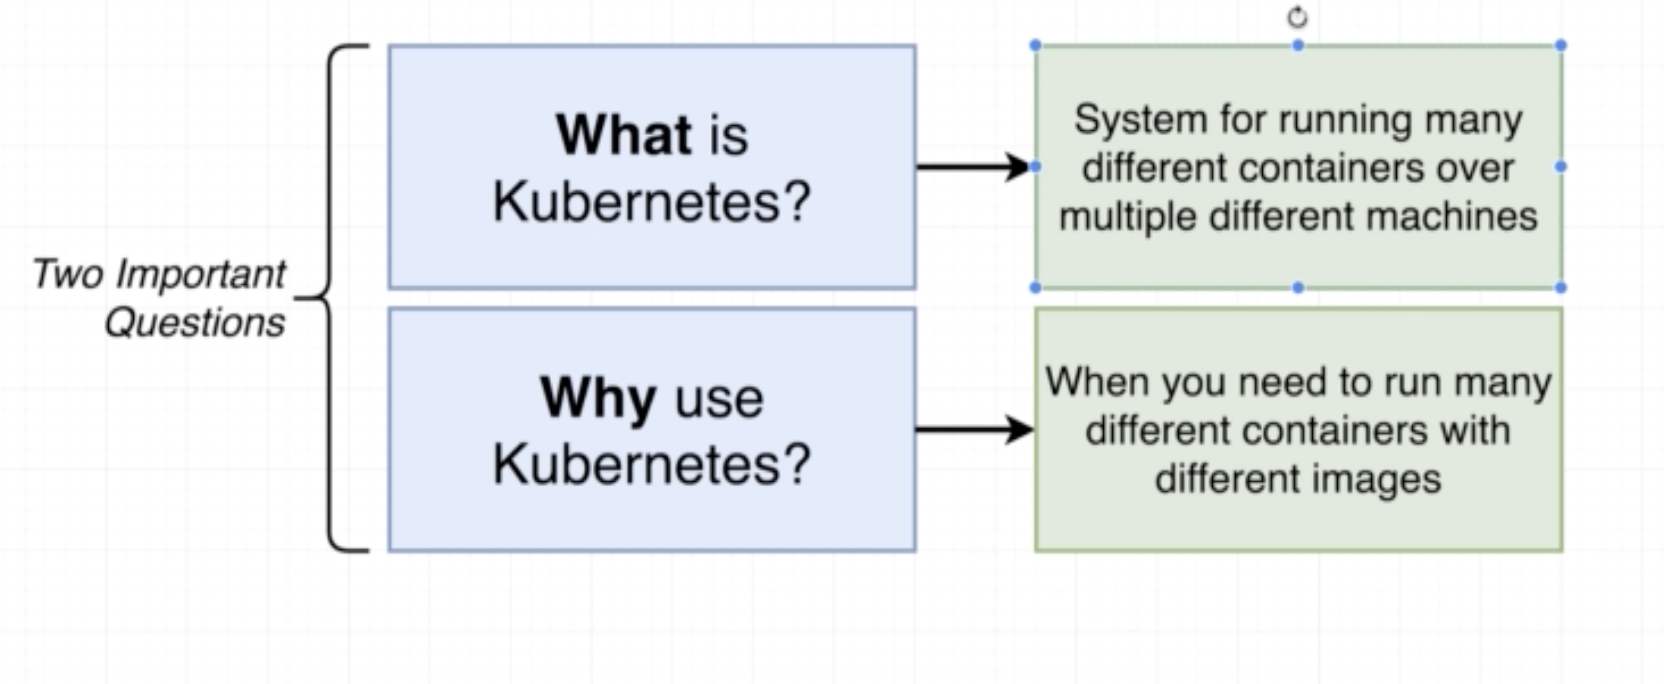 Two Important
Questions
What is
Kubernetes?
System for running many
different containers over
multiple different machines
Why use
Kubernetes?
When you need to run many
different containers with
different images